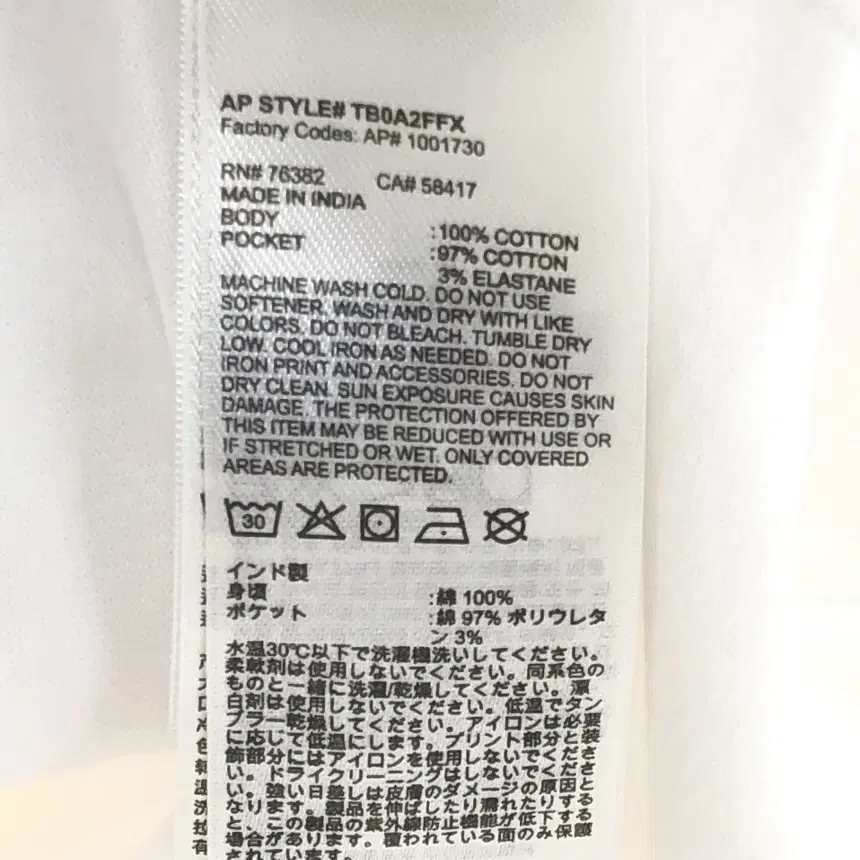 AP STYLE# TB0A2FFX
Factory Codes: AP# 1001730
RN# 76382 CA# 58417
MADE IN INDIA
BODY :100% COTTON
POCKET :97% COTTON
3% ELASTANE
MACHINE WASH COLD. DO NOT USE
SOFTENER. WASH AND DRY WITH LIKE
COLORS. DO NOT BLEACH. TUMBLE DRY
LOW. COOL IRON AS NEEDED. DO NOT
IRON PRINT AND ACCESSORIES. DO NOT
DRY CLEAN. SUN EXPOSURE CAUSES SKIN
DAMAGE. THE PROTECTION OFFERED BY
THIS ITEM MAY BE REDUCED WITH USE OR
IF STRETCHED OR WET. ONLY COVERED
AREAS ARE PROTECTED.
30
インド製
身頃 :綿 100%
ポケット :綿 97% ポリウレタ
ン 3%
水温30℃以下で洗濯機洗いしてください。
柔軟剤は使用しないでください。同系色の
ものと一緒に洗濯/乾燥してください。漂
白剤は使用しないでください。低温でタン
ブラー乾燥してください。アイロンは必要
に応じて低温にします。プリント部分と装
飾部分にはアイロンを使用しないでくださ
い。ドライクリーニングはしないでくださ
い。強い日差しは皮膚のダメージの原因と
なります。製品を伸ばしたり濡れたりする
と、この製品の紫外線防止機能が低下する
場合があります。覆われている面のみ保護
されています。